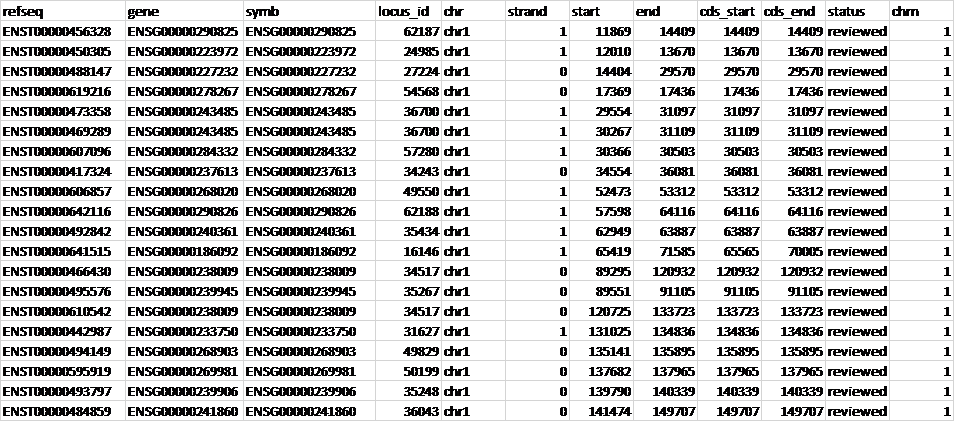 refseq gene symb locus_id chr strand start end cds_start cds_end status chrn
ENST00000456328 ENSG00000290825 ENSG00000290825 62187 chr1 1 11869 14409 14409 14409 reviewed 1
ENST00000450305 ENSG00000223972 ENSG00000223972 24985 chr1 1 12010 13670 13670 13670 reviewed 1
ENST00000488147 ENSG00000227232 ENSG00000227232 27224 chr1 0 14404 29570 29570 29570 reviewed 1
ENST00000619216 ENSG00000278267 ENSG00000278267 54568 chr1 0 17369 17436 17436 17436 reviewed 1
ENST00000473358 ENSG00000243485 ENSG00000243485 36700 chr1 1 29554 31097 31097 31097 reviewed 1
ENST00000469289 ENSG00000243485 ENSG00000243485 36700 chr1 1 30267 31109 31109 31109 reviewed 1
ENST00000607096 ENSG00000284332 ENSG00000284332 57280 chr1 1 30366 30503 30503 30503 reviewed 1
ENST00000417324 ENSG00000237613 ENSG00000237613 34243 chr1 0 34554 36081 36081 36081 reviewed 1
ENST00000606857 ENSG00000268020 ENSG00000268020 49550 chr1 1 52473 53312 53312 53312 reviewed 1
ENST00000642116 ENSG00000290826 ENSG00000290826 62188 chr1 1 57598 64116 64116 64116 reviewed 1
ENST00000492842 ENSG00000240361 ENSG00000240361 35434 chr1 1 62949 63887 63887 63887 reviewed 1
ENST00000641515 ENSG00000186092 ENSG00000186092 16146 chr1 1 65419 71585 65565 70005 reviewed 1
ENST00000466430 ENSG00000238009 ENSG00000238009 34517 chr1 0 89295 120932 120932 120932 reviewed 1
ENST00000495576 ENSG00000239945 ENSG00000239945 35267 chr1 0 89551 91105 91105 91105 reviewed 1
ENST00000610542 ENSG00000238009 ENSG00000238009 34517 chr1 0 120725 133723 133723 133723 reviewed 1
ENST00000442987 ENSG00000233750 ENSG00000233750 31627 chr1 1 131025 134836 134836 134836 reviewed 1
ENST00000494149 ENSG00000268903 ENSG00000268903 49829 chr1 0 135141 135895 135895 135895 reviewed 1
ENST00000595919 ENSG00000269981 ENSG00000269981 50199 chr1 0 137682 137965 137965 137965 reviewed 1
ENST00000493797 ENSG00000239906 ENSG00000239906 35248 chr1 0 139790 140339 140339 140339 reviewed 1
ENST00000484859 ENSG00000241860 ENSG00000241860 36043 chr1 0 141474 149707 149707 149707 reviewed 1